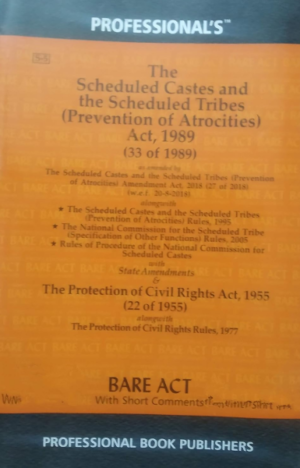 PROFESSIONAL'S™
The
Scheduled Castes and
the Scheduled Tribes
(Prevention of Atrocities)
Act, 1989
(33 of 1989)
as amended by
The Scheduled Castes and the Scheduled Tribes (Prevention
of Atrocities) Amendment Act, 2018 (27 of 2018)
(w.e.f. 20-8-2018)
alongwith
★ The Scheduled Castes and the Scheduled Tribes
(Prevention of Atrocities) Rules, 1995
★ The National Commission for the Scheduled Tribe
(Specification of Other Functions) Rules, 2005
★ Rules of Procedure of the National Commission for
Scheduled Castes
with
State Amendments
&
The Protection of Civil Rights Act, 1955
(22 of 1955)
alongwith
The Protection of Civil Rights Rules, 1977
BARE ACT
With Short Comments
PROFESSIONAL BOOK PUBLISHERS